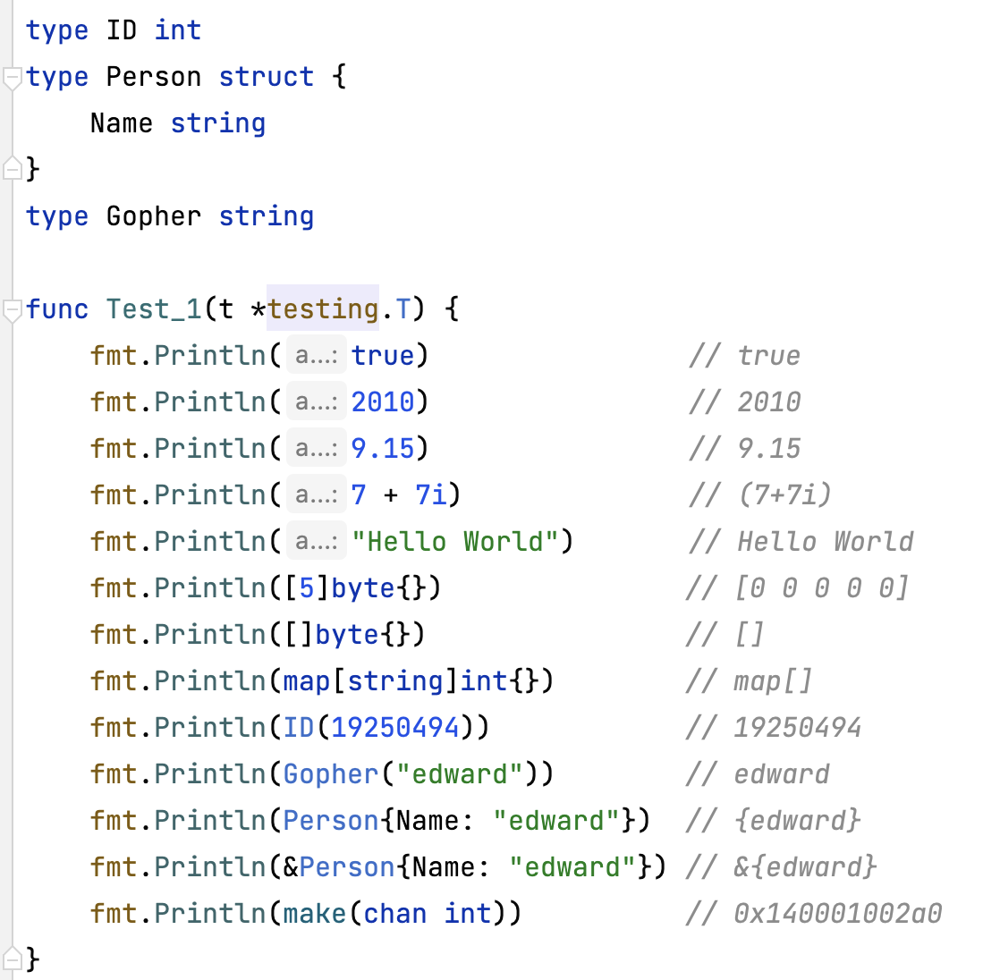 type ID int
type Person struct {
    Name string
}
type Gopher string

func Test_1(t *testing.T) {
    fmt.Println( a...: true)                // true
    fmt.Println( a...: 2010)                // 2010
    fmt.Println( a...: 9.15)                // 9.15
    fmt.Println( a...: 7 + 7i)              // (7+7i)
    fmt.Println( a...: "Hello World")       // Hello World
    fmt.Println([5]byte{})               // [0 0 0 0 0]
    fmt.Println([]byte{})                // []
    fmt.Println(map[string]int{})        // map[]
    fmt.Println(ID(19250494))            // 19250494
    fmt.Println(Gopher("edward"))        // edward
    fmt.Println(Person{Name: "edward"})  // {edward}
    fmt.Println(&Person{Name: "edward"}) // &{edward}
    fmt.Println(make(chan int))          // 0x140001002a0
}